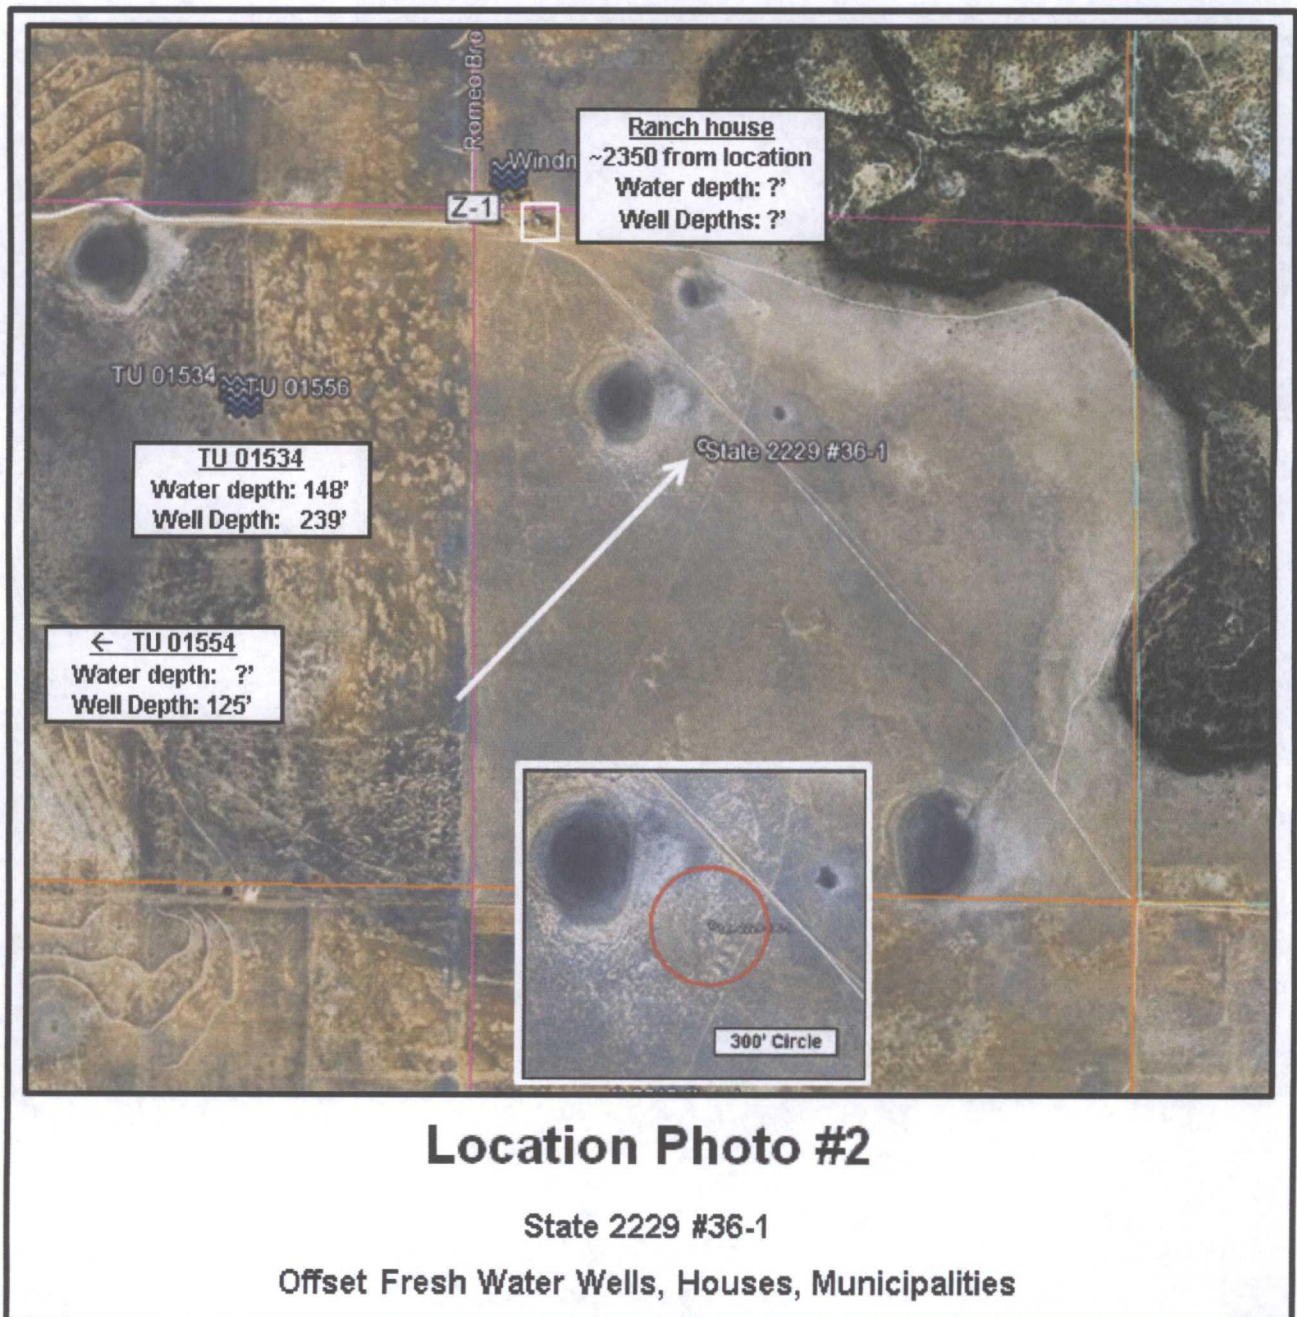 Romeo Bro
Windm
Ranch house
~2350 from location
Water depth: ?'
Well Depths: ?'
Z-1
TU 01534
TU 01556
State 2229 #36-1
TU 01534
Water depth: 148'
Well Depth: 239'
← TU 01554
Water depth: ?'
Well Depth: 125'
300' Circle
Location Photo #2
State 2229 #36-1
Offset Fresh Water Wells, Houses, Municipalities